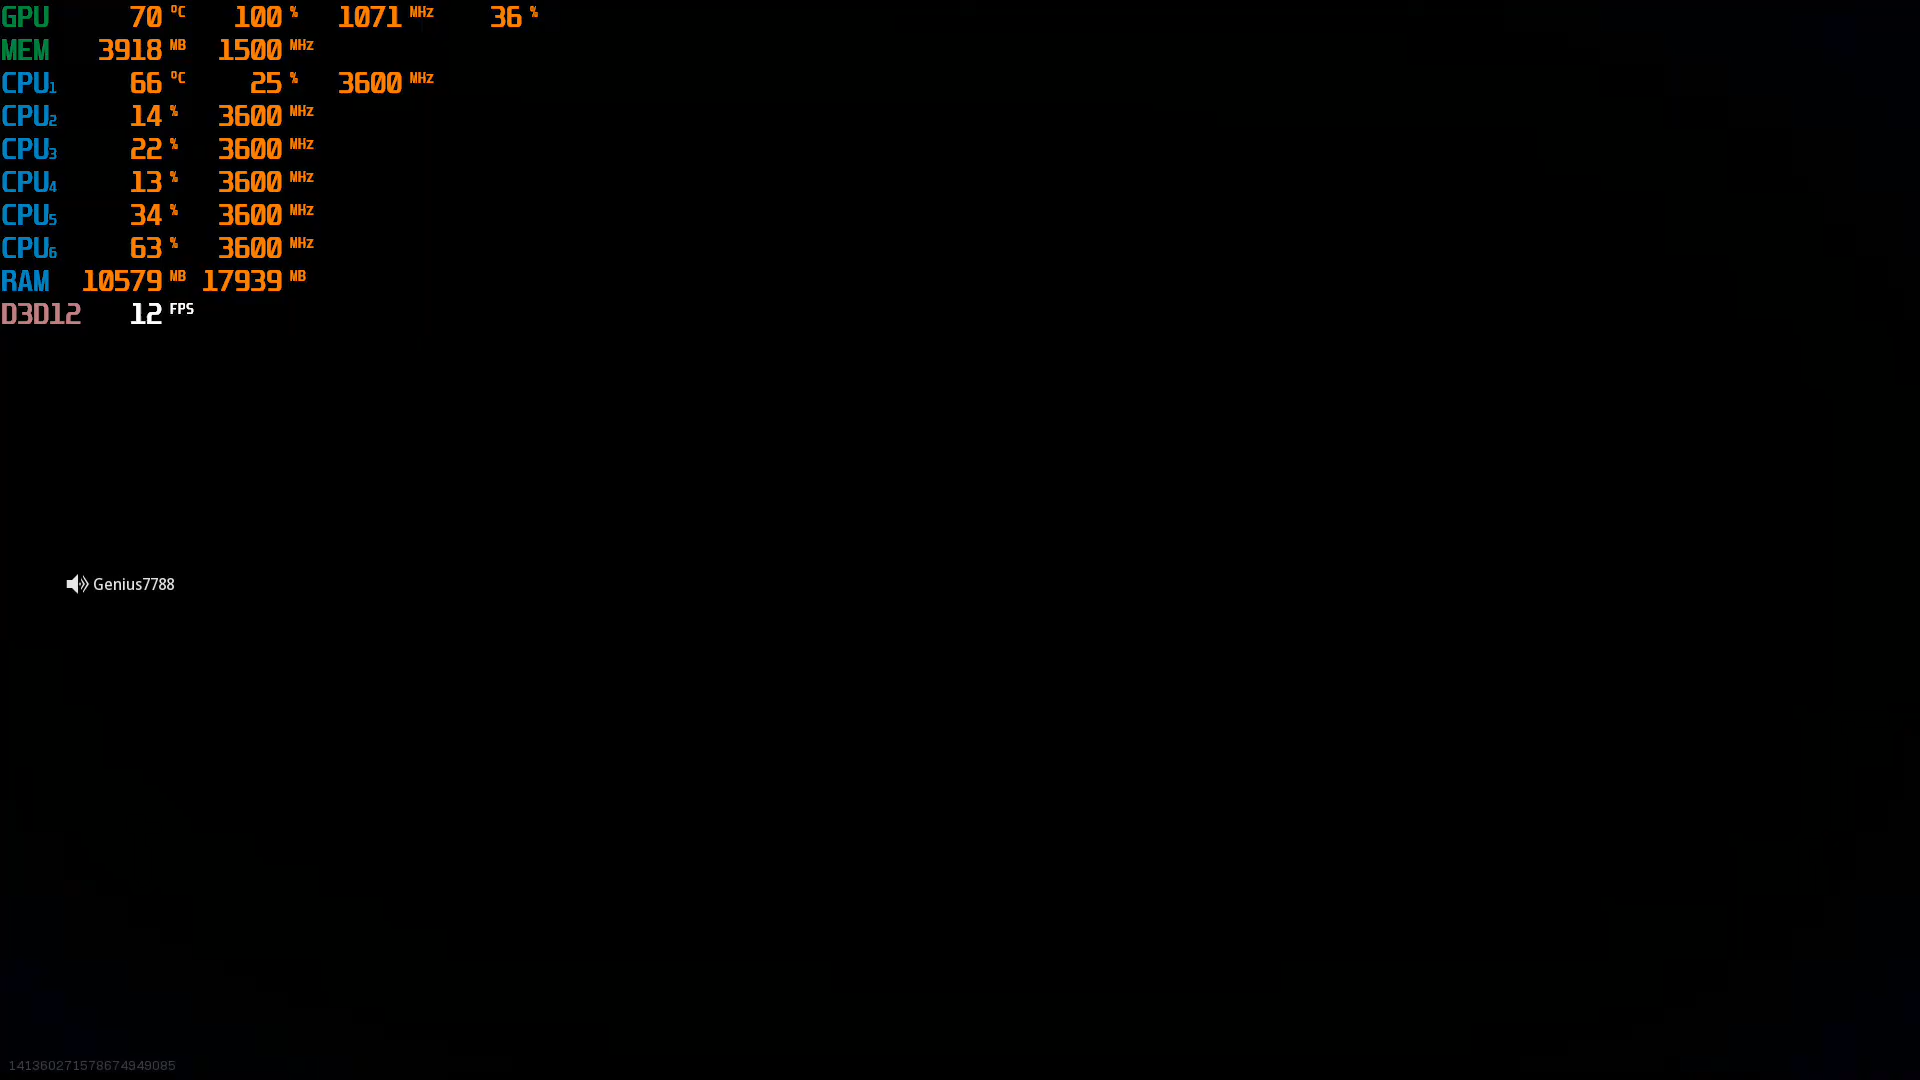 GPU 70 °C 100 % 1071 MHz 36 %
MEM 3918 MB 1500 MHz
CPU1 66 °C 25 % 3600 MHz
CPU2 14 % 3600 MHz
CPU3 22 % 3600 MHz
CPU4 13 % 3600 MHz
CPU5 34 % 3600 MHz
CPU6 63 % 3600 MHz
RAM 10579 MB 17939 MB
D3D12 12 FPS
Genius7788
141360271578674949085